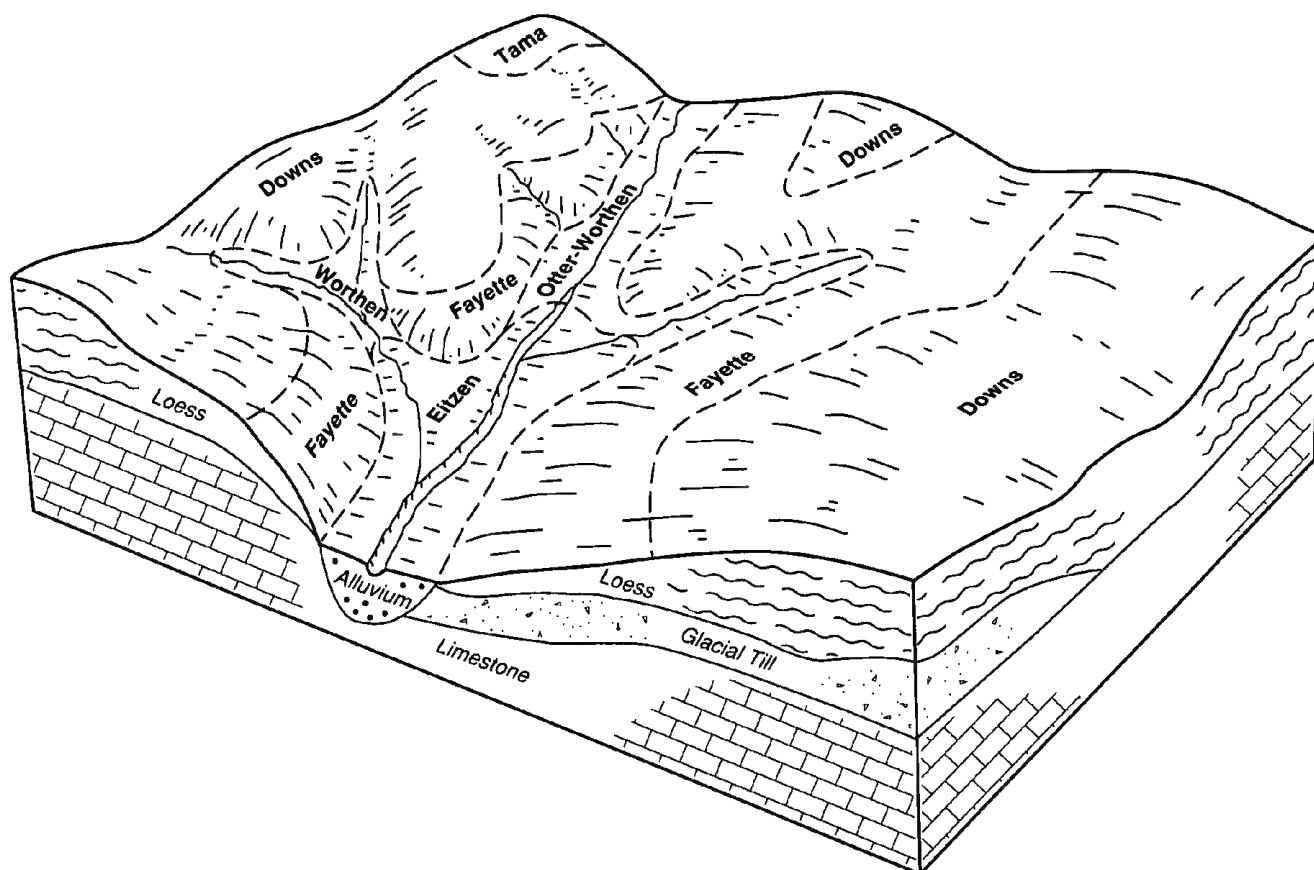 Tama
Downs
Downs
Otter-Worthen
Worthen
Fayette
Fayette
Eitzen
Downs
Fayette
Loess
Alluvium
Loess
Glacial Till
Limestone